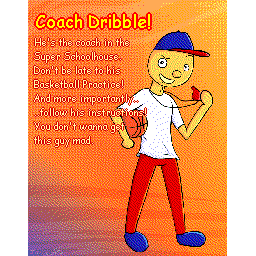 Coach Dribble!
He's the coach in the
Super Schoolhouse.
Don't be late to his
Basketball Practice!
And more importantly..
..follow his instructions!
You don't wanna get
this guy mad.